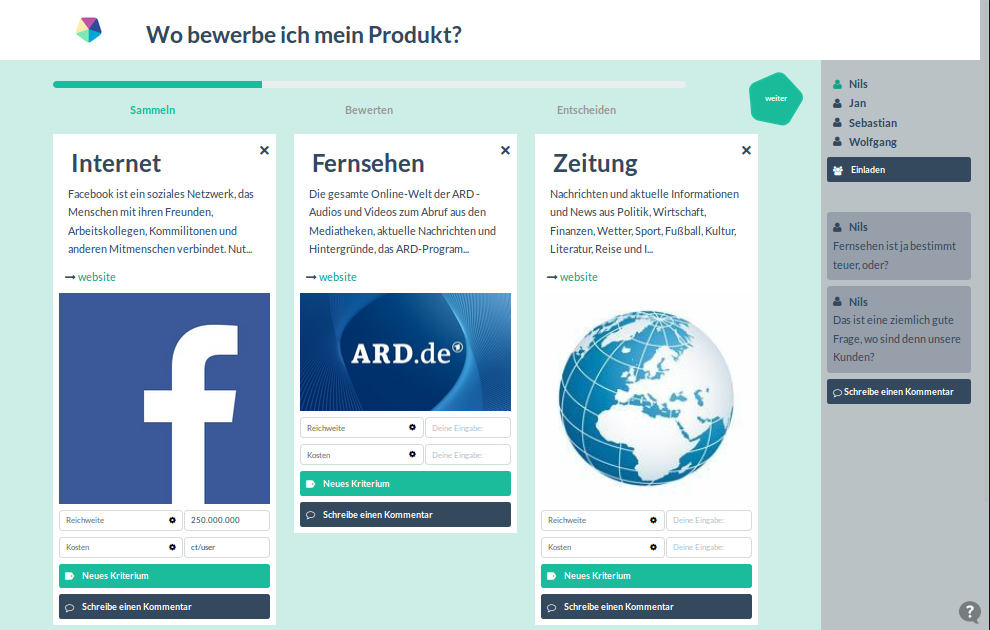 Wo bewerbe ich mein Produkt?
Sammeln
Bewerten
Entscheiden
weiter
Internet
Facebook ist ein soziales Netzwerk, das
Menschen mit ihren Freunden,
Arbeitskollegen, Kommilitonen und
anderen Mitmenschen verbindet. Nut...
website
Reichweite
250.000.000
Kosten
ct/user
Neues Kriterium
Schreibe einen Kommentar
Fernsehen
Die gesamte Online-Welt der ARD -
Audios und Videos zum Abruf aus den
Mediatheken, aktuelle Nachrichten und
Hintergründe, das ARD-Program...
website
ARD.de
Reichweite
Deine Eingabe:
Kosten
Deine Eingabe:
Neues Kriterium
Schreibe einen Kommentar
Zeitung
Nachrichten und aktuelle Informationen
und News aus Politik, Wirtschaft,
Finanzen, Wetter, Sport, Fußball, Kultur,
Literatur, Reise und I...
website
Reichweite
Deine Eingabe:
Kosten
Deine Eingabe:
Neues Kriterium
Schreibe einen Kommentar
Nils
Jan
Sebastian
Wolfgang
Einladen
Nils
Fernsehen ist ja bestimmt
teuer, oder?
Nils
Das ist eine ziemlich gute
Frage, wo sind denn unsere
Kunden?
Schreibe einen Kommentar
?